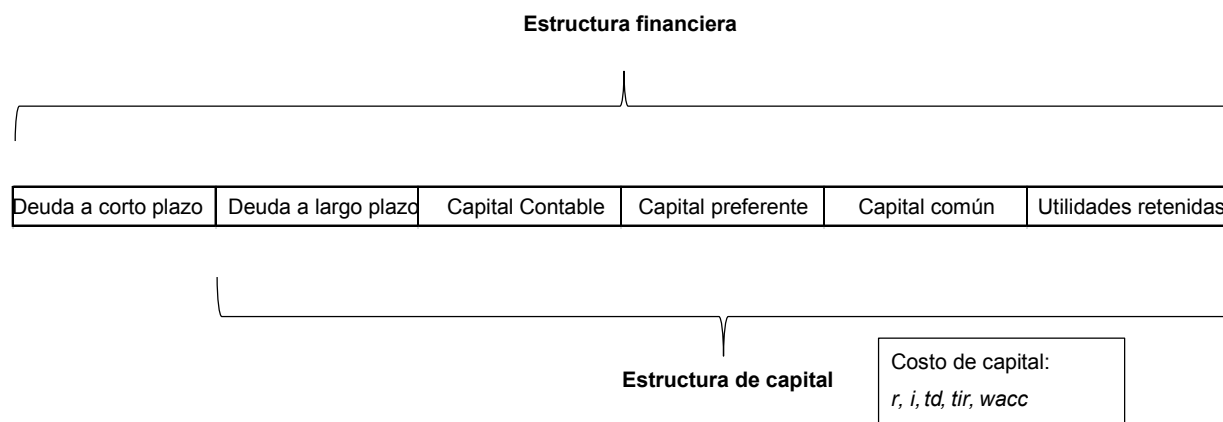 Estructura financiera
Deuda a corto plazo Deuda a largo plazo Capital Contable Capital preferente Capital común Utilidades retenidas
Estructura de capital
Costo de capital:
r, i, td, tir, wacc